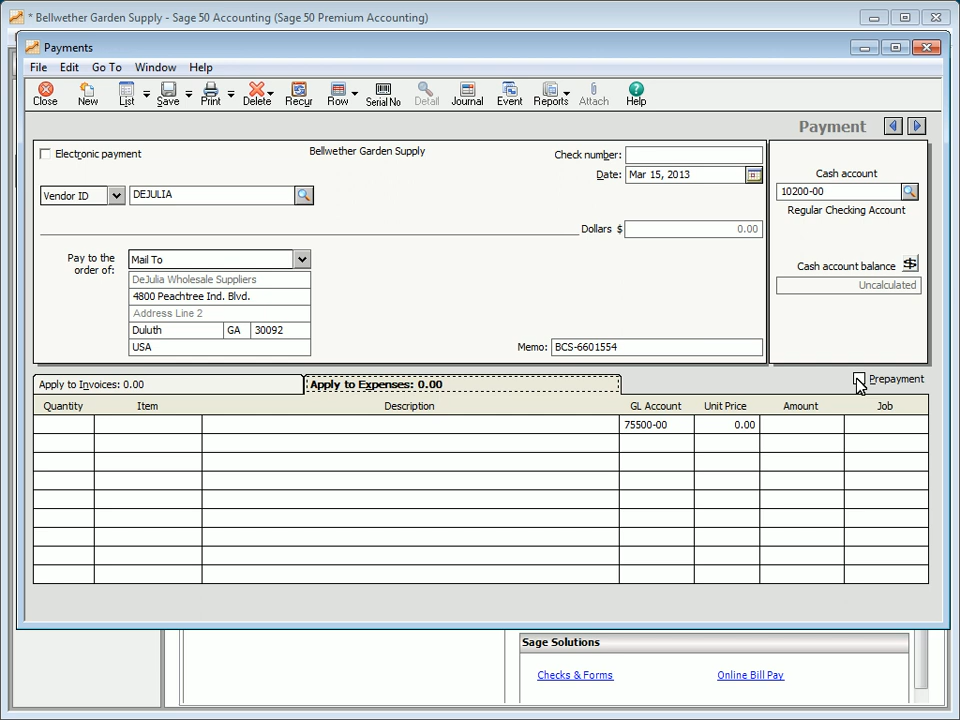 * Bellwether Garden Supply - Sage 50 Accounting (Sage 50 Premium Accounting)
Payments
File Edit Go To Window Help
Close New List Save Print Delete Recur Row Serial No Detail Journal Event Reports Attach Help
Payment
Electronic payment
Bellwether Garden Supply
Check number:
Date: Mar 15, 2013
Cash account
Vendor ID DEJULIA
10200-00
Regular Checking Account
Dollars $ 0.00
Pay to the order of:
Mail To
DeJulia Wholesale Suppliers
4800 Peachtree Ind. Blvd.
Address Line 2
Duluth GA 30092
USA
Cash account balance
Uncalculated
Memo: BCS-6601554
Apply to Invoices: 0.00 Apply to Expenses: 0.00 Prepayment
Quantity Item Description GL Account Unit Price Amount Job
75500-00 0.00
Sage Solutions
Checks & Forms Online Bill Pay